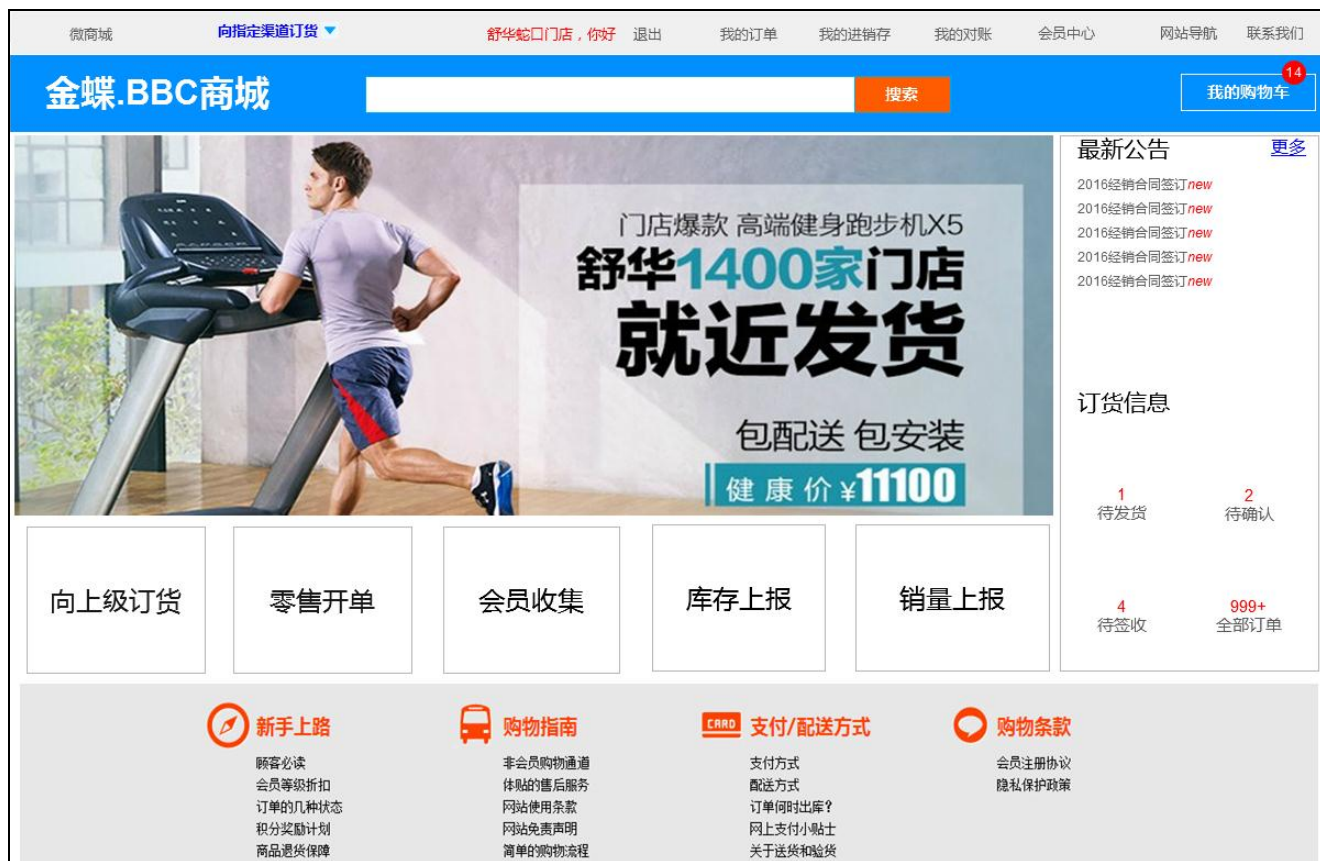 微商城
向指定渠道订货
舒华蛇口门店，你好 退出 我的订单 我的进销存 我的对账 会员中心 网站导航 联系我们
金蝶.BBC商城
搜索
我的购物车
14
门店爆款 高端健身跑步机X5
舒华1400家门店
就近发货
包配送 包安装
健康价¥11100
最新公告 更多
2016经销合同签订new
2016经销合同签订new
2016经销合同签订new
2016经销合同签订new
2016经销合同签订new
订货信息
1 2
待发货 待确认
4 999+
待签收 全部订单
向上级订货
零售开单
会员收集
库存上报
销量上报
新手上路
顾客必读
会员等级折扣
订单的几种状态
积分奖励计划
商品退货保障
购物指南
非会员购物通道
体贴的售后服务
网站使用条款
网站免责声明
简单的购物流程
CARD
支付/配送方式
支付方式
配送方式
订单何时出库?
网上支付小贴士
关于送货和验货
购物条款
会员注册协议
隐私保护政策